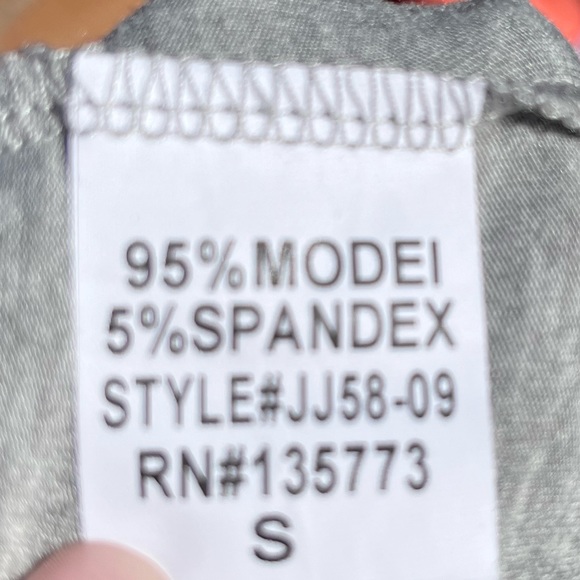 95%MODEI
5%SPANDEX
STYLE#JJ58-09
RN#135773
S